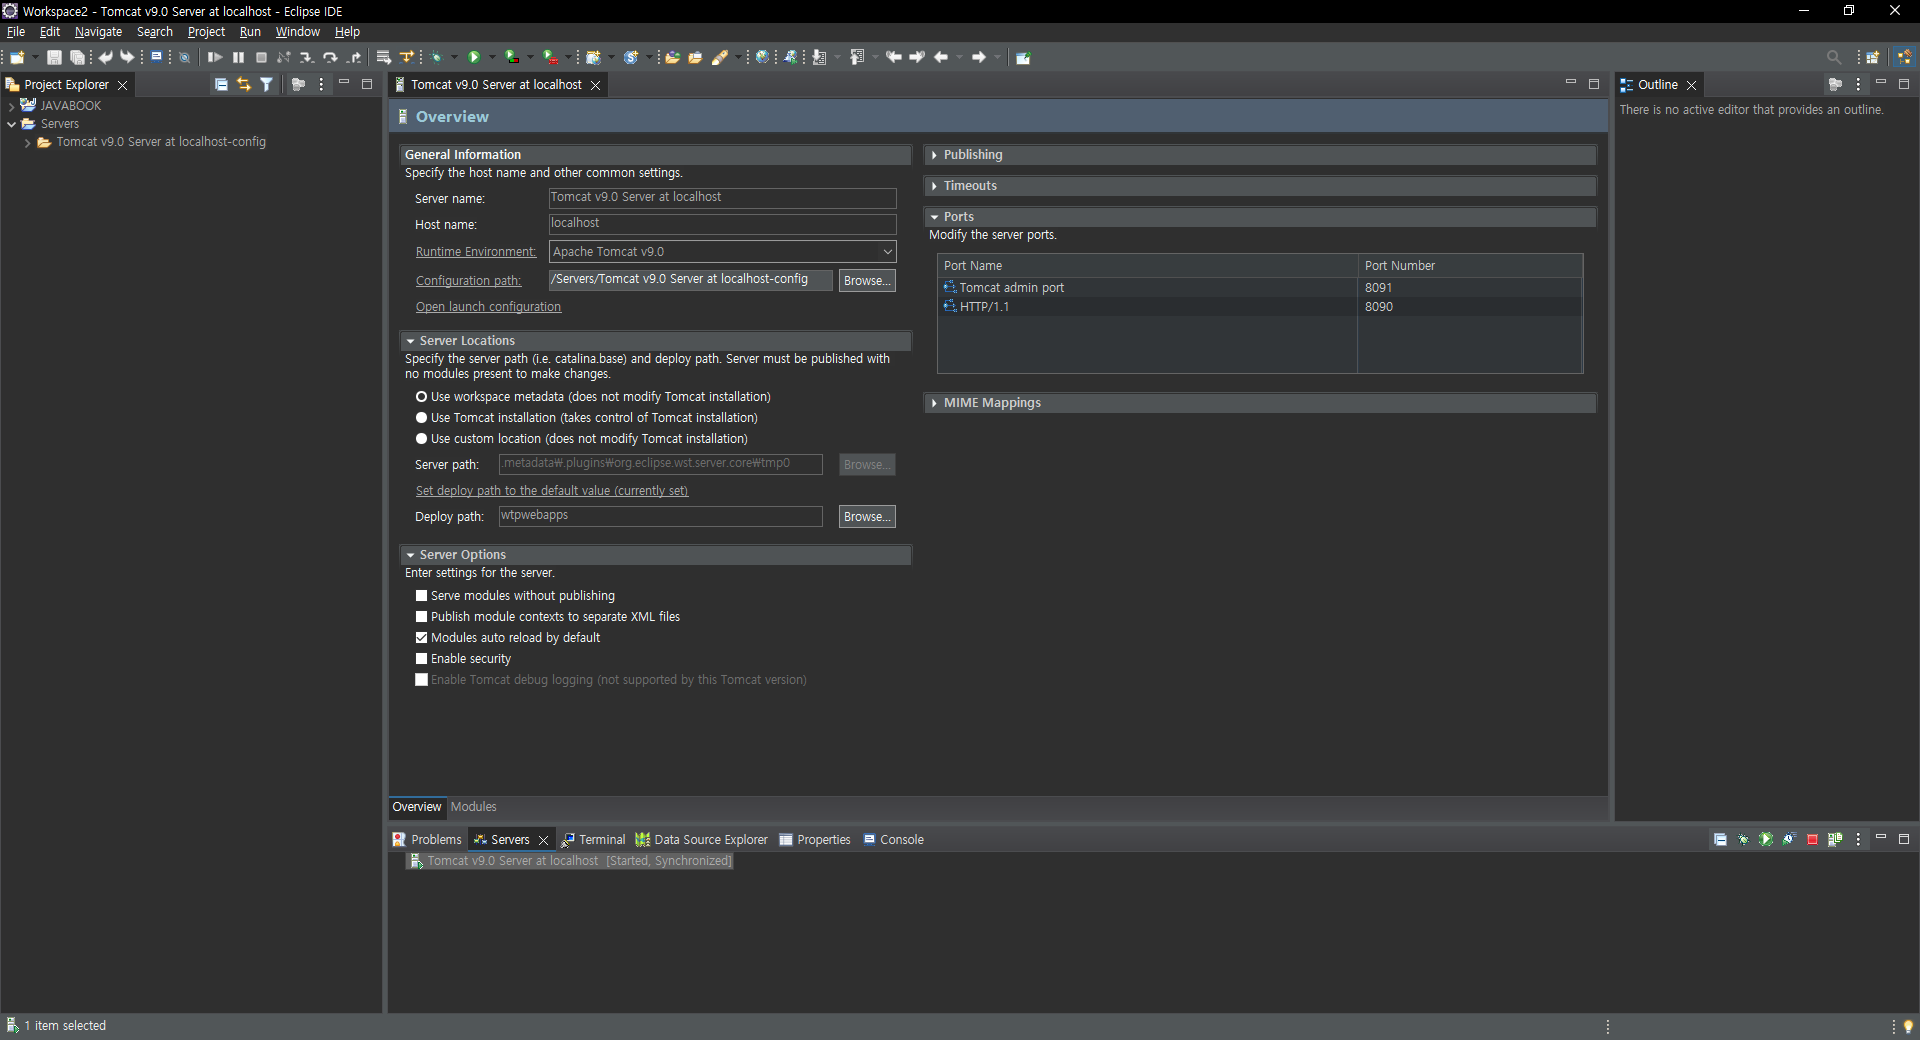 Workspace2 - Tomcat v9.0 Server at localhost - Eclipse IDE
File Edit Navigate Search Project Run Window Help
Project Explorer
JAVABOOK
Servers
Tomcat v9.0 Server at localhost-config
Tomcat v9.0 Server at localhost
Overview
General Information
Specify the host name and other common settings.
Server name: Tomcat v9.0 Server at localhost
Host name: localhost
Runtime Environment: Apache Tomcat v9.0
Configuration path: /Servers/Tomcat v9.0 Server at localhost-config Browse...
Open launch configuration
Server Locations
Specify the server path (i.e. catalina.base) and deploy path. Server must be published with
no modules present to make changes.
Use workspace metadata (does not modify Tomcat installation)
Use Tomcat installation (takes control of Tomcat installation)
Use custom location (does not modify Tomcat installation)
Server path: .metadata₩.plugins₩org.eclipse.wst.server.core₩tmp0 Browse...
Set deploy path to the default value (currently set)
Deploy path: wtpwebapps Browse...
Server Options
Enter settings for the server.
Serve modules without publishing
Publish module contexts to separate XML files
Modules auto reload by default
Enable security
Enable Tomcat debug logging (not supported by this Tomcat version)
Publishing
Timeouts
Ports
Modify the server ports.
Port Name Port Number
Tomcat admin port 8091
HTTP/1.1 8090
MIME Mappings
Overview Modules
Outline
There is no active editor that provides an outline.
Problems Servers Terminal Data Source Explorer Properties Console
Tomcat v9.0 Server at localhost [Started, Synchronized]
1 item selected